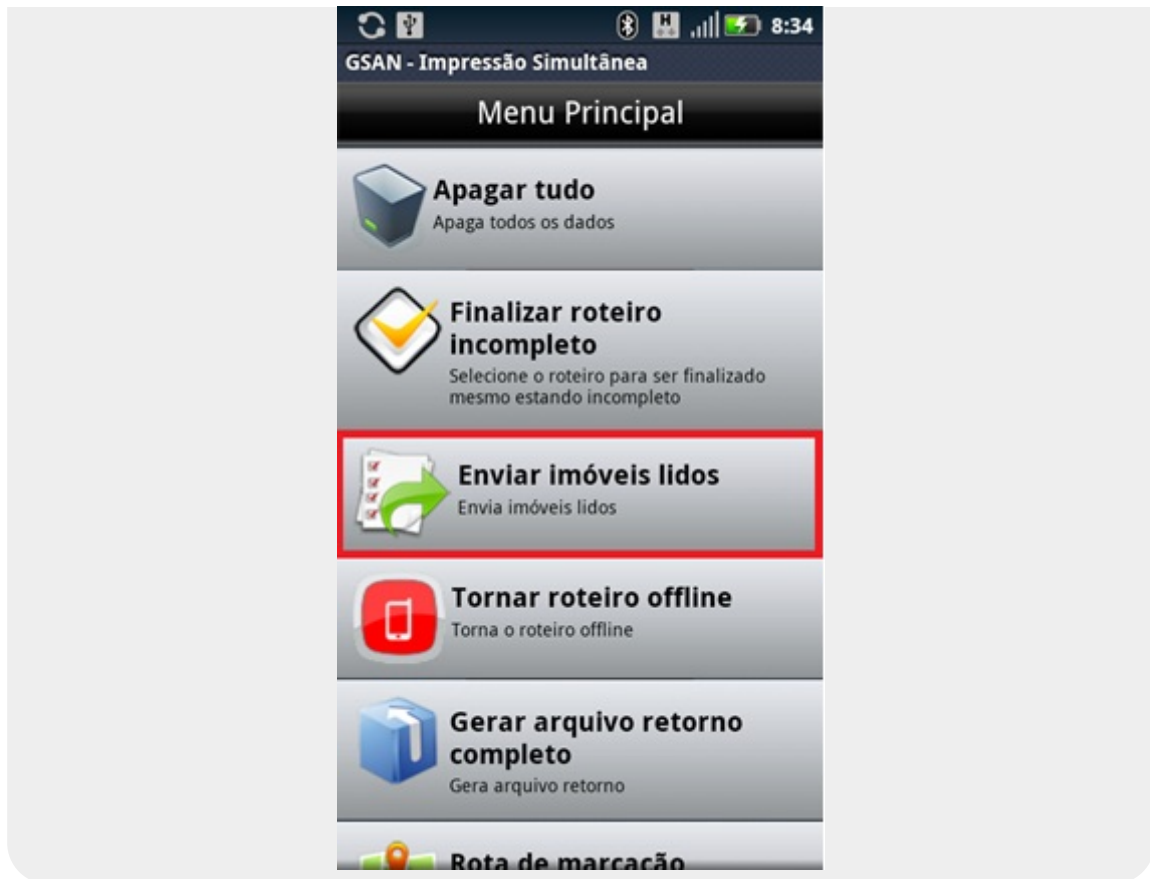 8:34
GSAN - Impressão Simultânea
Menu Principal
Apagar tudo
Apaga todos os dados
Finalizar roteiro
incompleto
Selecione o roteiro para ser finalizado
mesmo estando incompleto
Enviar imóveis lidos
Envia imóveis lidos
Tornar roteiro offline
Torna o roteiro offline
Gerar arquivo retorno
completo
Gera arquivo retorno
Rota de marcação